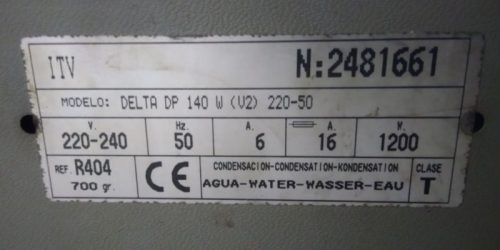 ITV N:2481661
MODELO: DELTA DP 140 W (V2) 220-50
V. Hz. A. A. W.
220-240 50 6 16 1200
REF. R404 CONDENSACION-CONDENSATION-KONDENSATION CLASE
700 gr. CE AGUA-WATER-WASSER-EAU T